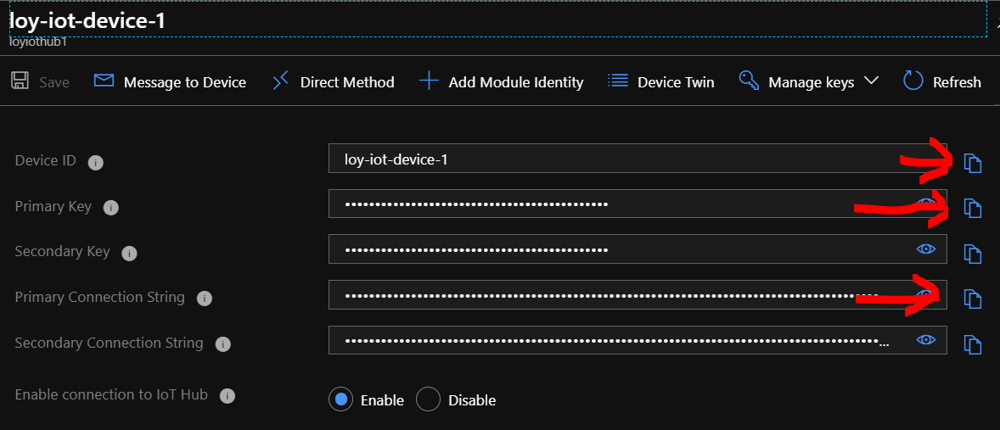 loy-iot-device-1
loyiothub1
Save Message to Device Direct Method Add Module Identity Device Twin Manage keys Refresh
Device ID loy-iot-device-1
Primary Key ••••••••••••••••••••••••••••••••••••••••••••
Secondary Key ••••••••••••••••••••••••••••••••••••••••••••
Primary Connection String ••••••••••••••••••••••••••••••••••••••••••••••••••••••••••••••••••••••••••••••••••••••••
Secondary Connection String ••••••••••••••••••••••••••••••••••••••••••••••••••••••••••••••••••••••••••••••••••••••••...
Enable connection to IoT Hub Enable Disable